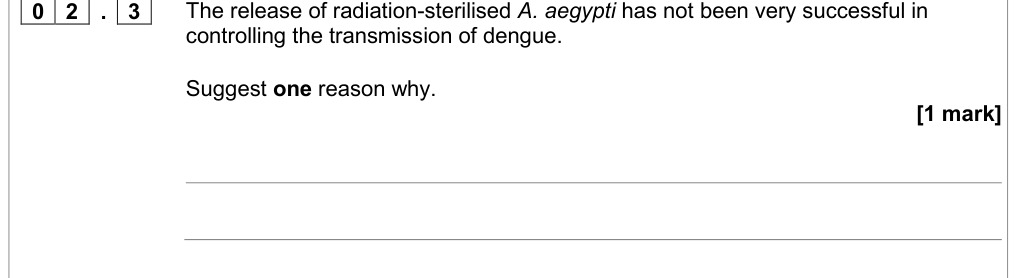 0 2 . 3 The release of radiation-sterilised A. aegypti has not been very successful in
controlling the transmission of dengue.
Suggest one reason why.
[1 mark]